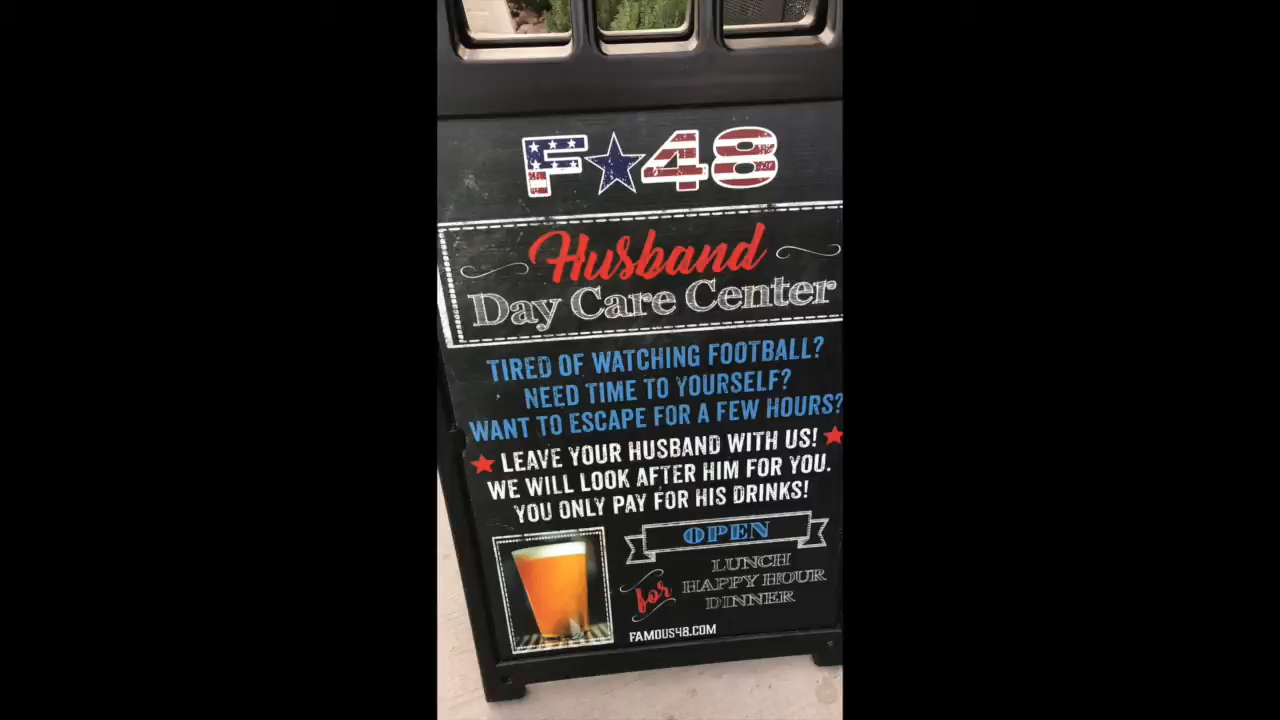 F★48
Husband
Day Care Center
TIRED OF WATCHING FOOTBALL?
NEED TIME TO YOURSELF?
WANT TO ESCAPE FOR A FEW HOURS?
LEAVE YOUR HUSBAND WITH US!
WE WILL LOOK AFTER HIM FOR YOU.
YOU ONLY PAY FOR HIS DRINKS!
OPEN
for
LUNCH
HAPPY HOUR
DINNER
FAMOUS48.COM